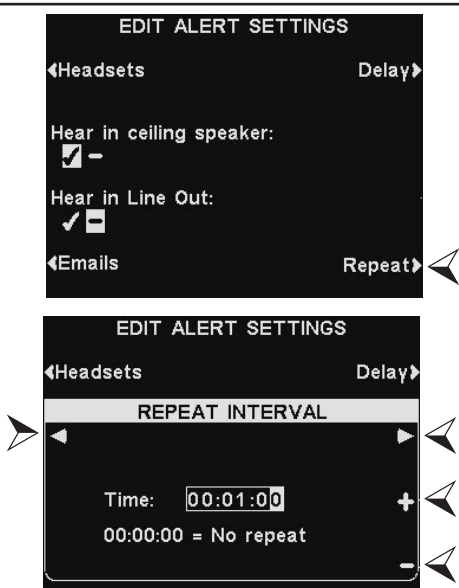 EDIT ALERT SETTINGS
Headsets Delay
Hear in ceiling speaker:
✓ −
Hear in Line Out:
✓ −
Emails Repeat
EDIT ALERT SETTINGS
Headsets Delay
REPEAT INTERVAL
Time: 00:01:00 +
00:00:00 = No repeat
−